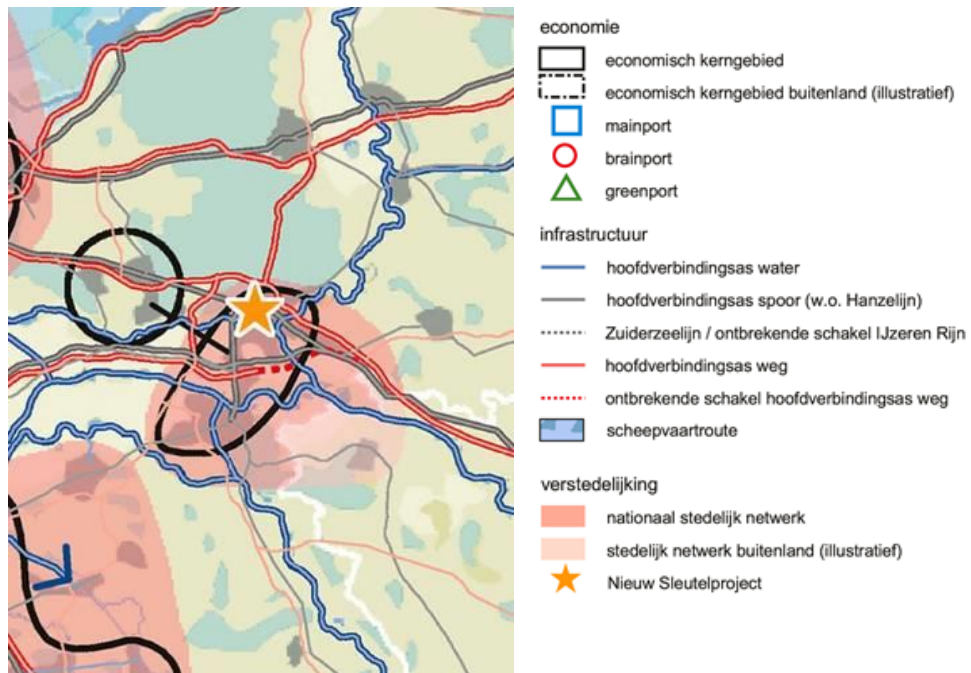 economie
economisch kerngebied
economisch kerngebied buitenland (illustratief)
mainport
brainport
greenport
infrastructuur
hoofdverbindingsas water
hoofdverbindingsas spoor (w.o. Hanzelijn)
Zuiderzeelijn / ontbrekende schakel IJzeren Rijn
hoofdverbindingsas weg
ontbrekende schakel hoofdverbindingsas weg
scheepvaartroute
verstedelijking
nationaal stedelijk netwerk
stedelijk netwerk buitenland (illustratief)
Nieuw Sleutelproject